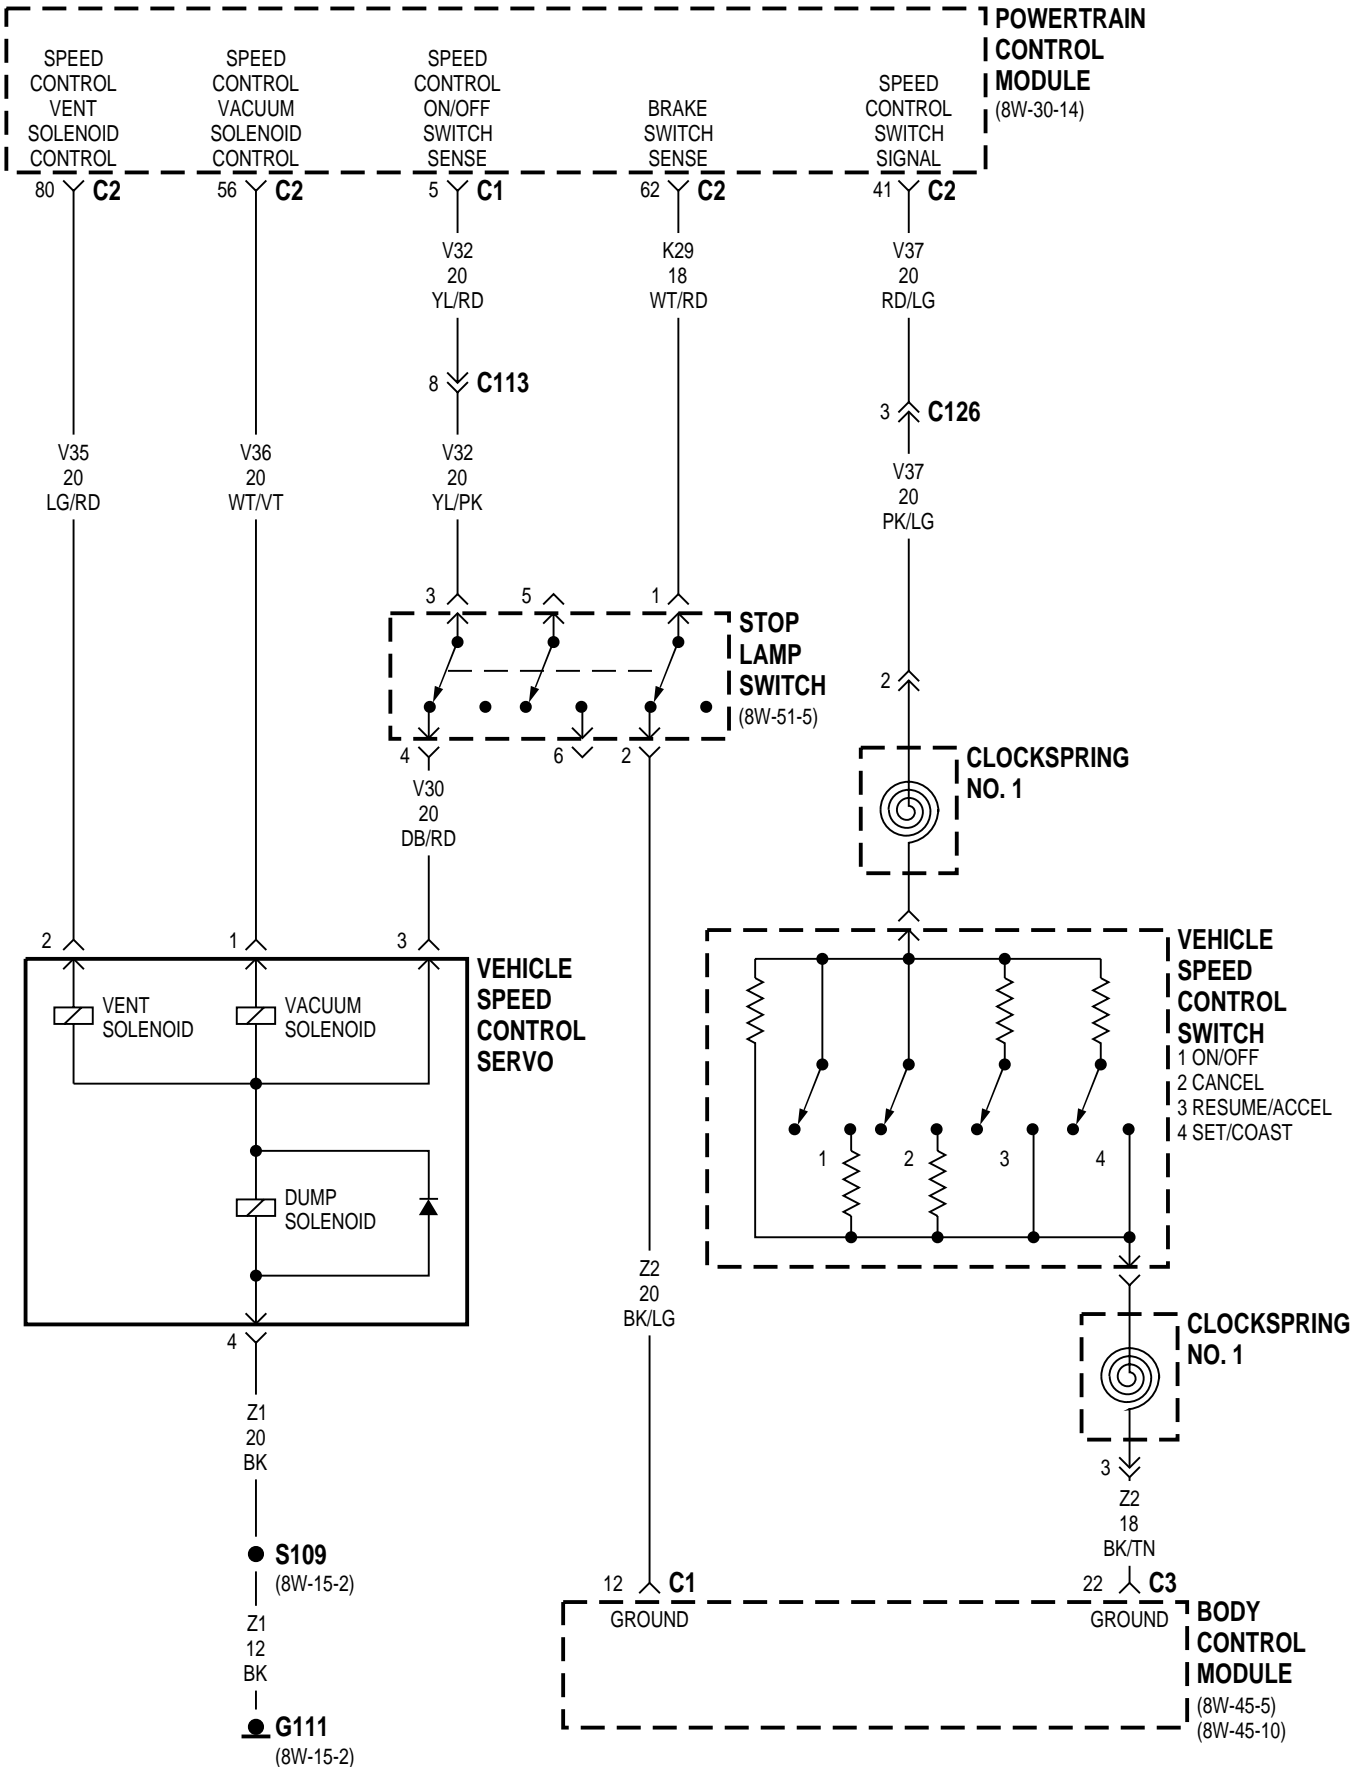 POWERTRAIN
CONTROL
MODULE
(8W-30-14)
SPEED
CONTROL
VENT
SOLENOID
CONTROL
SPEED
CONTROL
VACUUM
SOLENOID
CONTROL
SPEED
CONTROL
ON/OFF
SWITCH
SENSE
BRAKE
SWITCH
SENSE
SPEED
CONTROL
SWITCH
SIGNAL
80 C2
56 C2
5 C1
62 C2
41 C2
V32
20
YL/RD
K29
18
WT/RD
V37
20
RD/LG
8 C113
3 C126
V35
20
LG/RD
V36
20
WT/VT
V32
20
YL/PK
V37
20
PK/LG
3
5
1
STOP
LAMP
SWITCH
(8W-51-5)
2
4
6
2
CLOCKSPRING
NO. 1
V30
20
DB/RD
2
1
3
VEHICLE
SPEED
CONTROL
SERVO
VENT
SOLENOID
VACUUM
SOLENOID
DUMP
SOLENOID
VEHICLE
SPEED
CONTROL
SWITCH
1 ON/OFF
2 CANCEL
3 RESUME/ACCEL
4 SET/COAST
1
2
3
4
Z2
20
BK/LG
4
CLOCKSPRING
NO. 1
Z1
20
BK
3
Z2
18
BK/TN
S109
(8W-15-2)
12 C1
22 C3
GROUND
GROUND
BODY
CONTROL
MODULE
(8W-45-5)
(8W-45-10)
Z1
12
BK
G111
(8W-15-2)